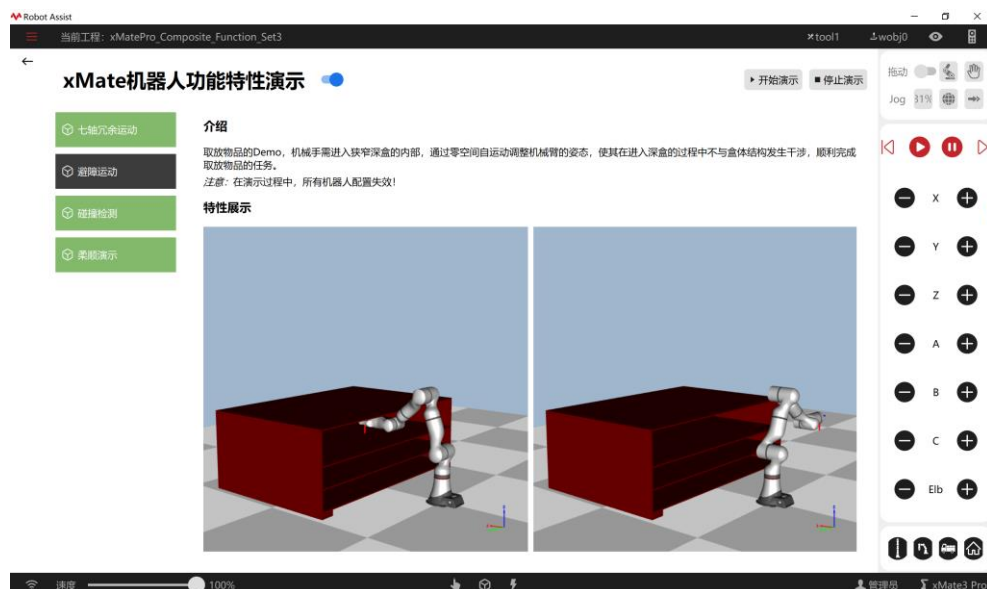 Robot Assist
当前工程：xMatePro_Composite_Function_Set3
tool1
wobj0
xMate机器人功能特性演示
开始演示
停止演示
拖动
Jog
31%
七轴冗余运动
避障运动
碰撞检测
柔顺演示
介绍
取放物品的Demo，机械手需进入狭窄深盒的内部，通过零空间自运动调整机械臂的姿态，使其在进入深盒的过程中不与盒体结构发生干涉，顺利完成
取放物品的任务。
注意：在演示过程中，所有机器人配置失效！
特性展示
X
Y
Z
A
B
C
Elb
速度
100%
管理员
xMate3 Pro